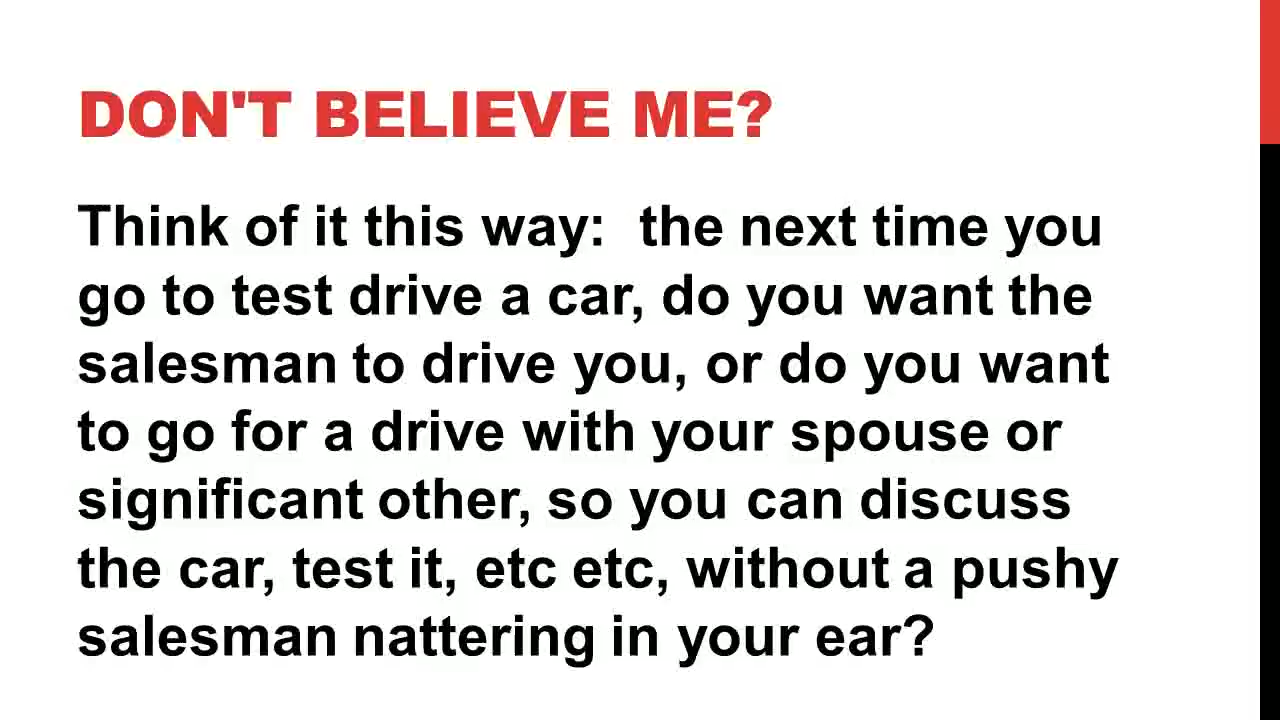 DON'T BELIEVE ME?
Think of it this way:  the next time you
go to test drive a car, do you want the
salesman to drive you, or do you want
to go for a drive with your spouse or
significant other, so you can discuss
the car, test it, etc etc, without a pushy
salesman nattering in your ear?